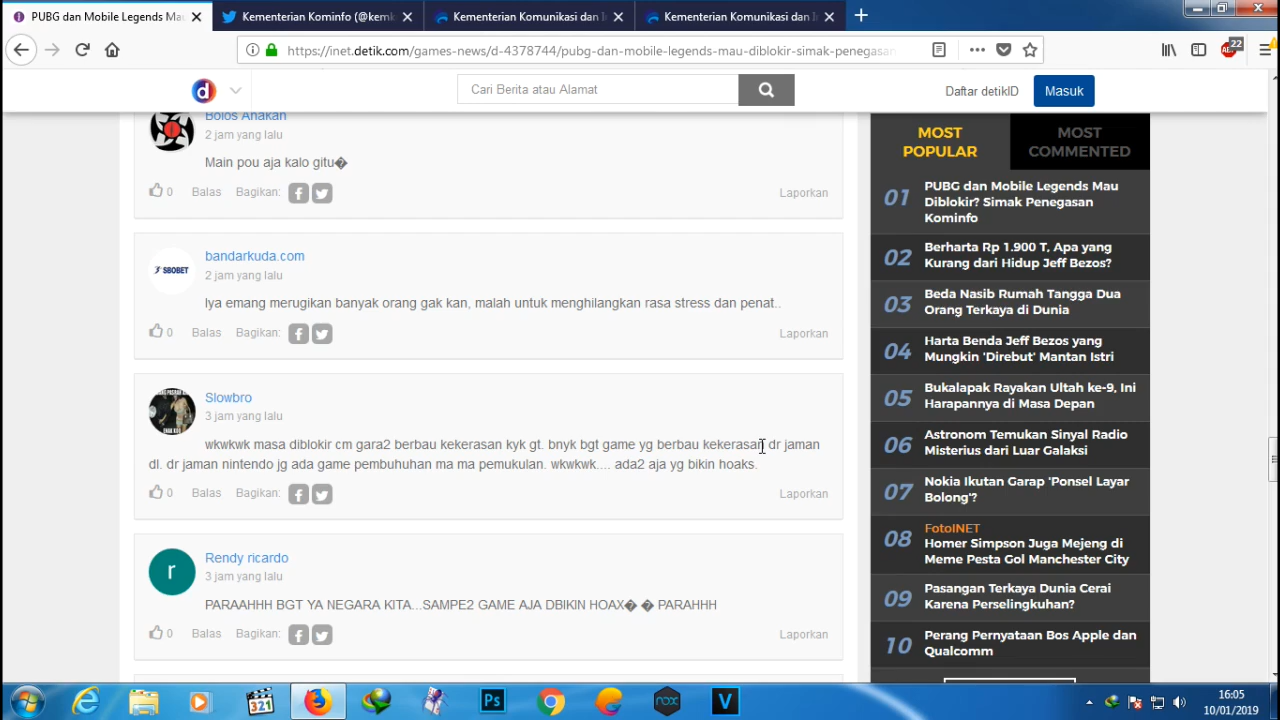 PUBG dan Mobile Legends Mau
Kementerian Kominfo (@kemk
Kementerian Komunikasi dan I
Kementerian Komunikasi dan I
https://inet.detik.com/games-news/d-4378744/pubg-dan-mobile-legends-mau-diblokir-simak-penegasan
22
d
Cari Berita atau Alamat
Daftar detikID
Masuk
Bolos Anakan
2 jam yang lalu
Main pou aja kalo gitu�
0 Balas Bagikan: Laporkan
SBOBET
bandarkuda.com
2 jam yang lalu
Iya emang merugikan banyak orang gak kan, malah untuk menghilangkan rasa stress dan penat..
0 Balas Bagikan: Laporkan
Slowbro
3 jam yang lalu
wkwkwk masa diblokir cm gara2 berbau kekerasan kyk gt. bnyk bgt game yg berbau kekerasan dr jaman
dl. dr jaman nintendo jg ada game pembuhuhan ma ma pemukulan. wkwkwk.... ada2 aja yg bikin hoaks.
0 Balas Bagikan: Laporkan
r
Rendy ricardo
3 jam yang lalu
PARAAHHH BGT YA NEGARA KITA...SAMPE2 GAME AJA DBIKIN HOAX� � PARAHHH
0 Balas Bagikan: Laporkan
MOST
POPULAR
MOST
COMMENTED
01 PUBG dan Mobile Legends Mau
Diblokir? Simak Penegasan
Kominfo
02 Berharta Rp 1.900 T, Apa yang
Kurang dari Hidup Jeff Bezos?
03 Beda Nasib Rumah Tangga Dua
Orang Terkaya di Dunia
04 Harta Benda Jeff Bezos yang
Mungkin 'Direbut' Mantan Istri
05 Bukalapak Rayakan Ultah ke-9, Ini
Harapannya di Masa Depan
06 Astronom Temukan Sinyal Radio
Misterius dari Luar Galaksi
07 Nokia Ikutan Garap 'Ponsel Layar
Bolong'?
FotoINET
08 Homer Simpson Juga Mejeng di
Meme Pesta Gol Manchester City
09 Pasangan Terkaya Dunia Cerai
Karena Perselingkuhan?
10 Perang Pernyataan Bos Apple dan
Qualcomm
321
Ps
nox
V
16:05
10/01/2019